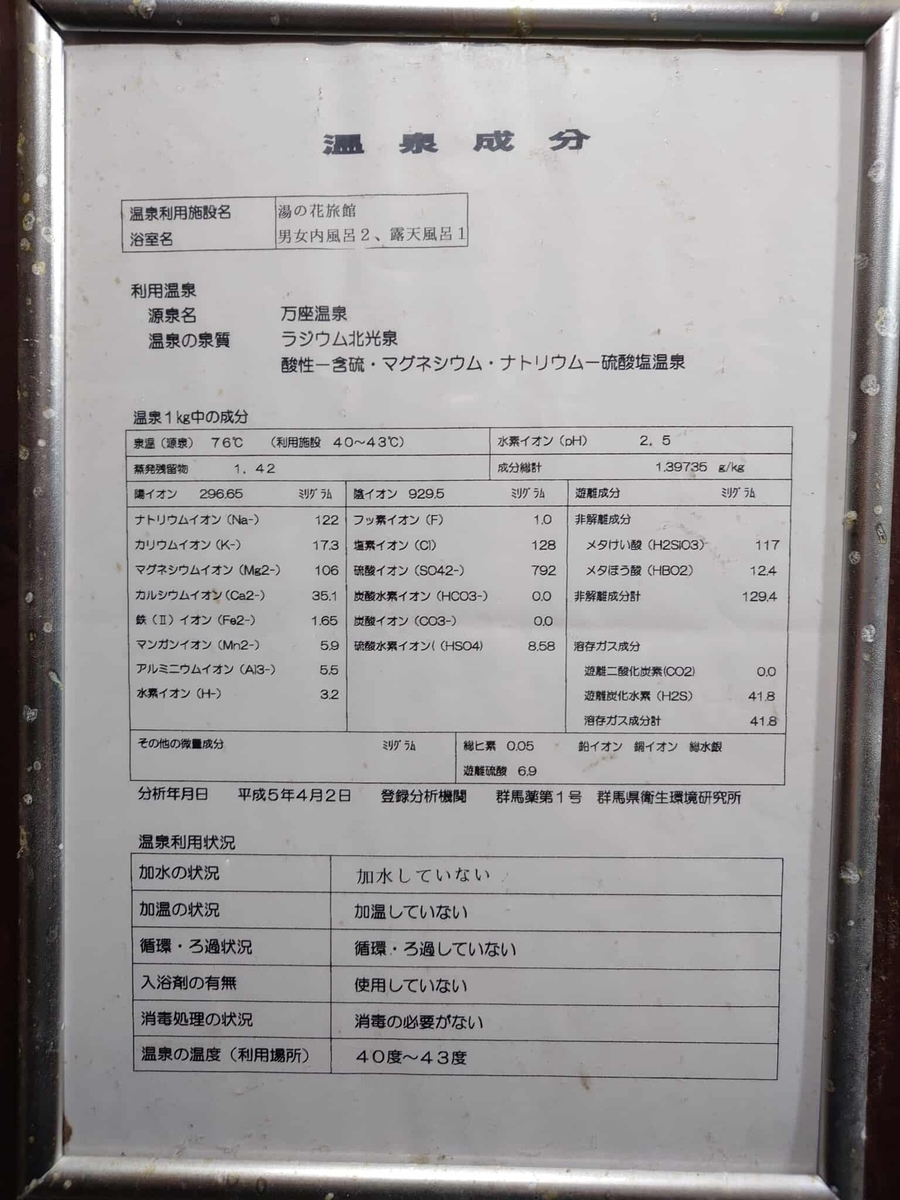 温泉成分
温泉利用施設名 湯の花旅館
浴室名 男女内風呂2、露天風呂1
利用温泉
源泉名 万座温泉
温泉の泉質 ラジウム北光泉
酸性ー含硫・マグネシウム・ナトリウムー硫酸塩温泉
温泉1kg中の成分
泉温（源泉） 76℃ （利用施設 40〜43℃） 水素イオン（pH） 2.5
蒸発残留物 1.42 成分総計 1.39735 g/kg
陽イオン 296.65 ﾐﾘｸﾞﾗﾑ 陰イオン 929.5 ﾐﾘｸﾞﾗﾑ 遊離成分 ﾐﾘｸﾞﾗﾑ
ナトリウムイオン（Na-） 122 フッ素イオン（F） 1.0 非解離成分
カリウムイオン（K-） 17.3 塩素イオン（Cl） 128 メタけい酸（H2SIO3） 117
マグネシウムイオン（Mg2-） 106 硫酸イオン（SO42-） 792 メタほう酸（HBO2） 12.4
カルシウムイオン（Ca2-） 35.1 炭酸水素イオン（HCO3-） 0.0 非解離成分計 129.4
鉄（Ⅱ）イオン（Fe2-） 1.65 炭酸イオン（CO3-） 0.0
マンガンイオン（Mn2-） 5.9 硫酸水素イオン(（HSO4） 8.58 溶存ガス成分
アルミニウムイオン（Al3-） 5.5 遊離二酸化炭素(CO2) 0.0
水素イオン（H-） 3.2 遊離炭化水素（H2S） 41.8
溶存ガス成分計 41.8
その他の微量成分 ﾐﾘｸﾞﾗﾑ 総ヒ素 0.05 鉛イオン 銅イオン 総水銀
遊離硫酸 6.9
分析年月日 平成5年4月2日 登録分析機関 群馬薬第1号 群馬県衛生環境研究所
温泉利用状況
加水の状況 加水していない
加温の状況 加温していない
循環・ろ過状況 循環・ろ過していない
入浴剤の有無 使用していない
消毒処理の状況 消毒の必要がない
温泉の温度（利用場所） 40度〜43度